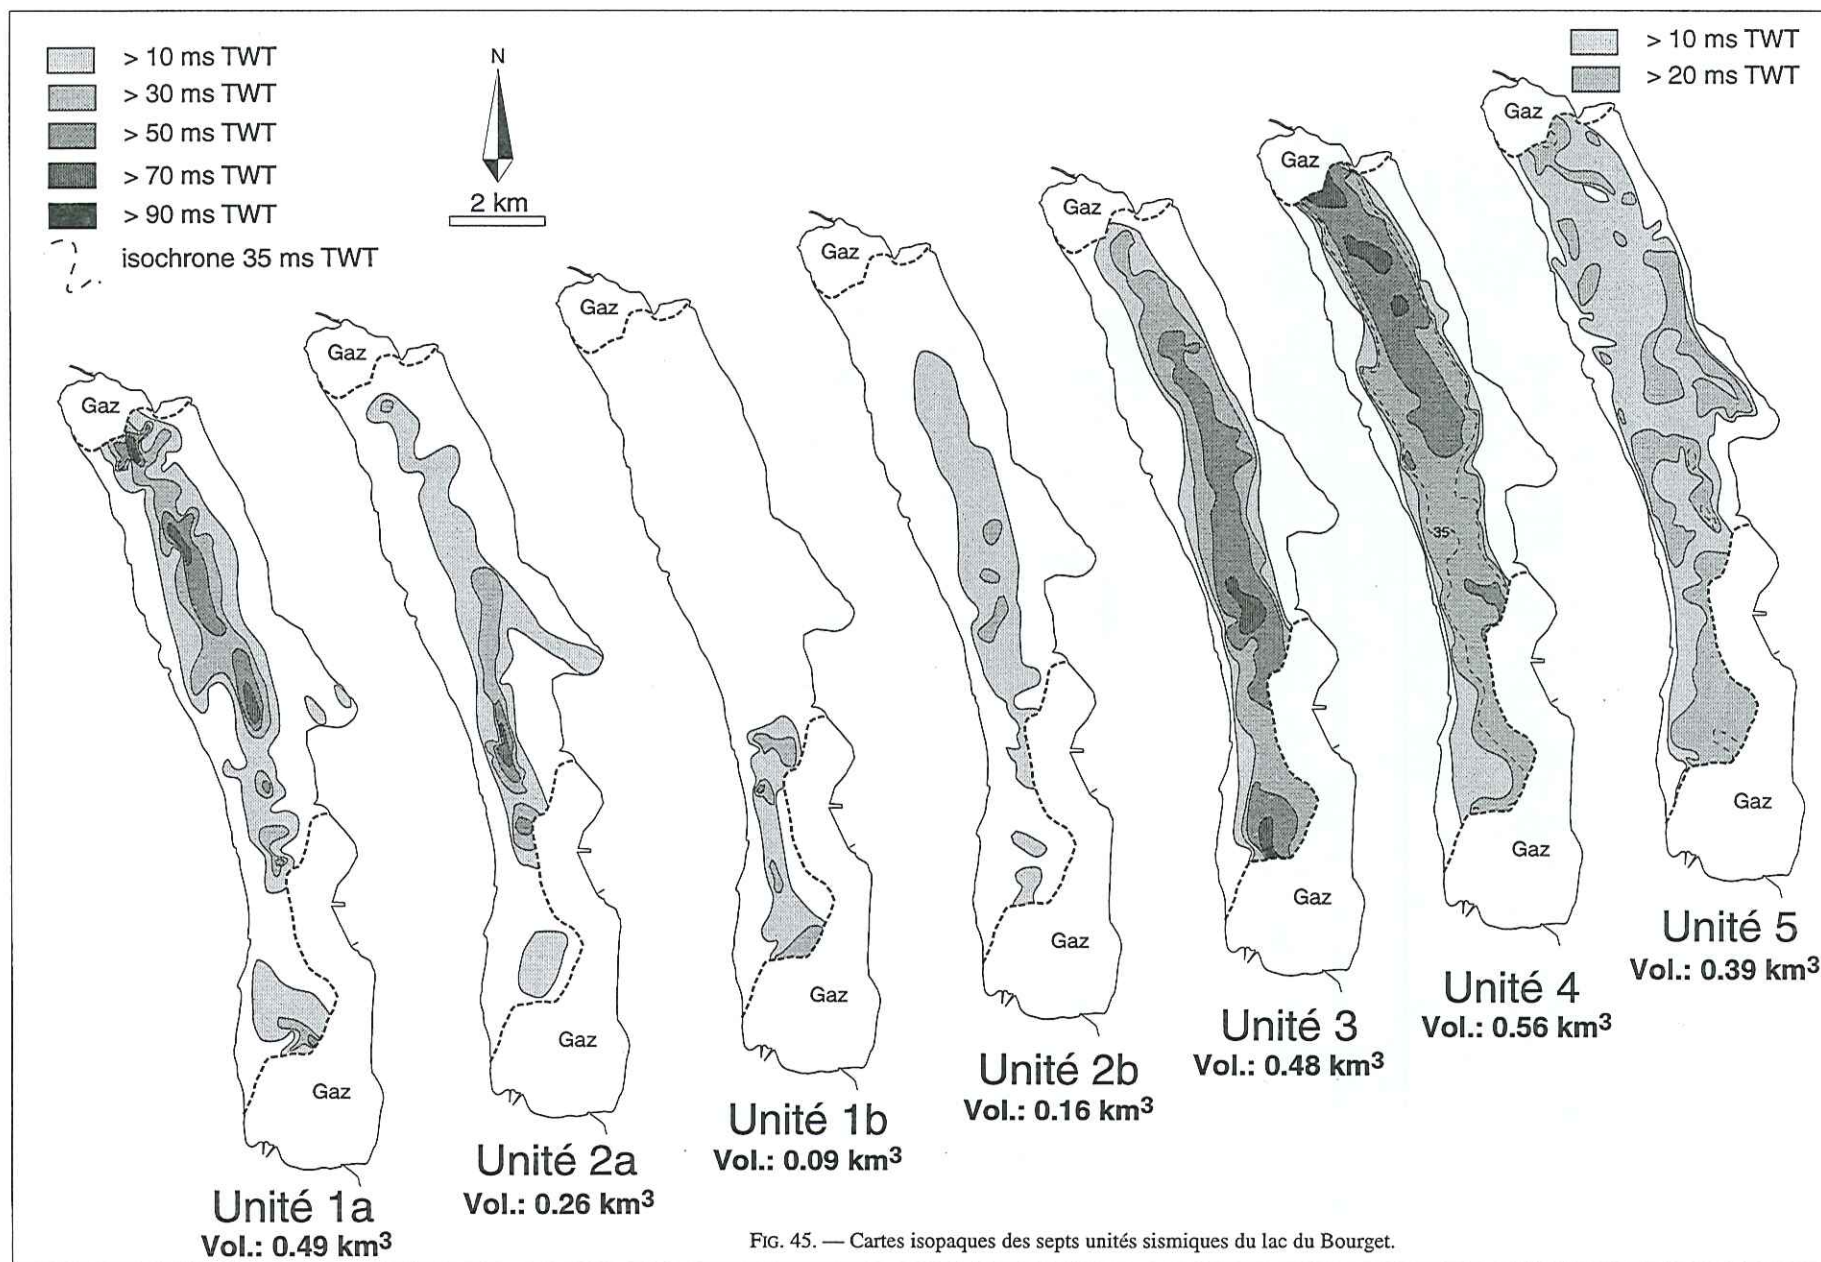 > 10 ms TWT
> 30 ms TWT
> 50 ms TWT
> 70 ms TWT
> 90 ms TWT
isochrone 35 ms TWT
N
2 km
> 10 ms TWT
> 20 ms TWT
Gaz
Gaz
Unité 1a
Vol.: 0.49 km³
Gaz
Gaz
Unité 2a
Vol.: 0.26 km³
Gaz
Gaz
Unité 1b
Vol.: 0.09 km³
Gaz
Gaz
Unité 2b
Vol.: 0.16 km³
Gaz
Gaz
Unité 3
Vol.: 0.48 km³
Gaz
35
Gaz
Unité 4
Vol.: 0.56 km³
Gaz
Gaz
Unité 5
Vol.: 0.39 km³
FIG. 45. — Cartes isopaques des septs unités sismiques du lac du Bourget.